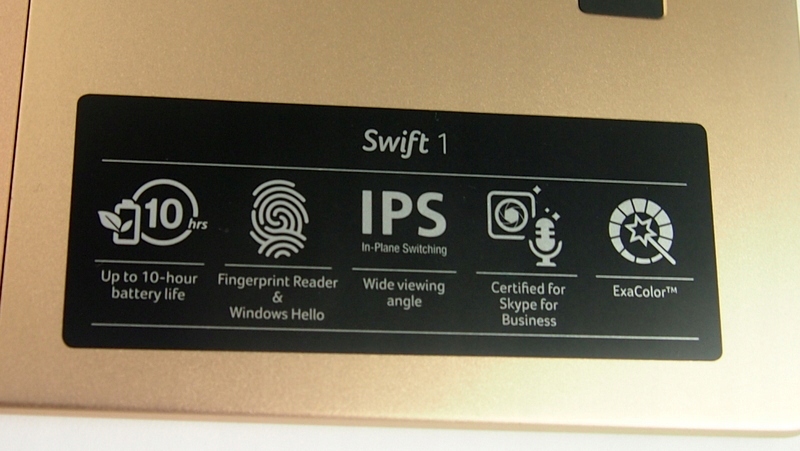 Swift 1
10 hrs
IPS
In-Plane Switching
Up to 10-hour
battery life
Fingerprint Reader
&
Windows Hello
Wide viewing
angle
Certified for
Skype for
Business
ExaColor™